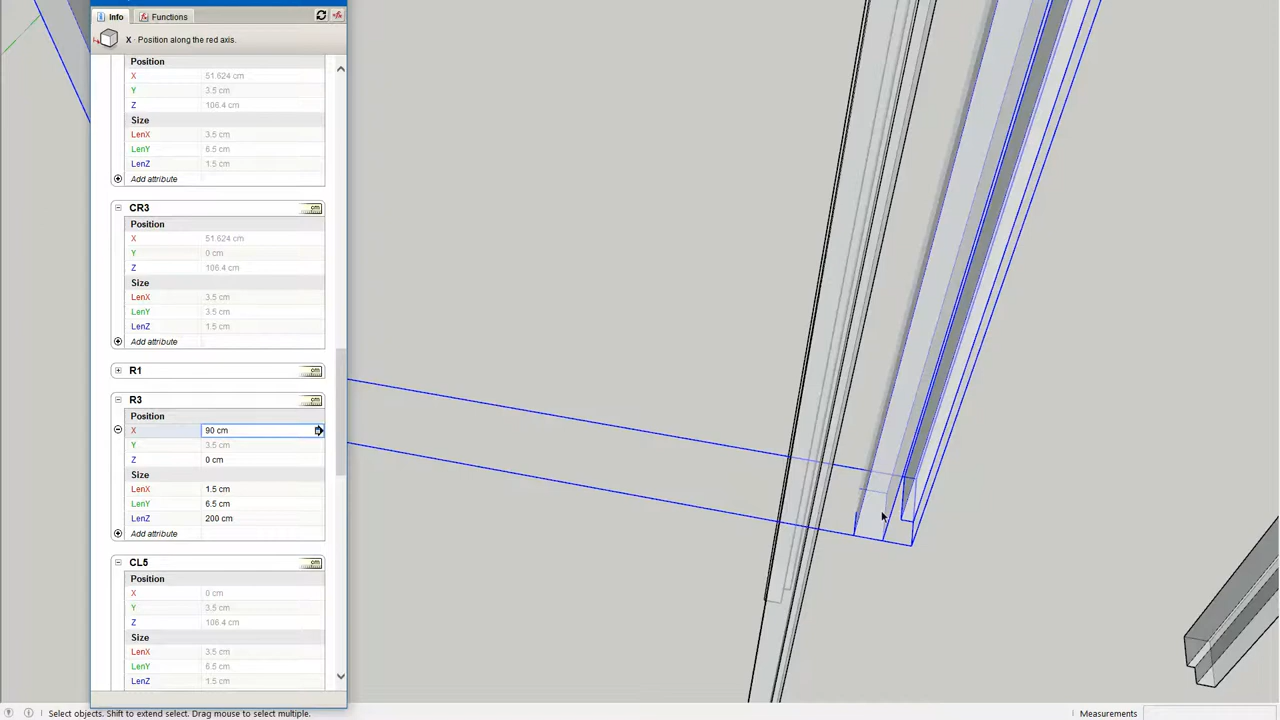 Info
Functions
X - Position along the red axis.
Position
X 51.624 cm
Y 3.5 cm
Z 106.4 cm
Size
LenX 3.5 cm
LenY 6.5 cm
LenZ 1.5 cm
Add attribute
CR3 cm
Position
X 51.624 cm
Y 0 cm
Z 106.4 cm
Size
LenX 3.5 cm
LenY 3.5 cm
LenZ 1.5 cm
Add attribute
R1 cm
R3 cm
Position
X 90 cm
Y 3.5 cm
Z 0 cm
Size
LenX 1.5 cm
LenY 6.5 cm
LenZ 200 cm
Add attribute
CL5 cm
Position
X 0 cm
Y 3.5 cm
Z 106.4 cm
Size
LenX 3.5 cm
LenY 6.5 cm
LenZ 1.5 cm
Select objects. Shift to extend select. Drag mouse to select multiple.
Measurements